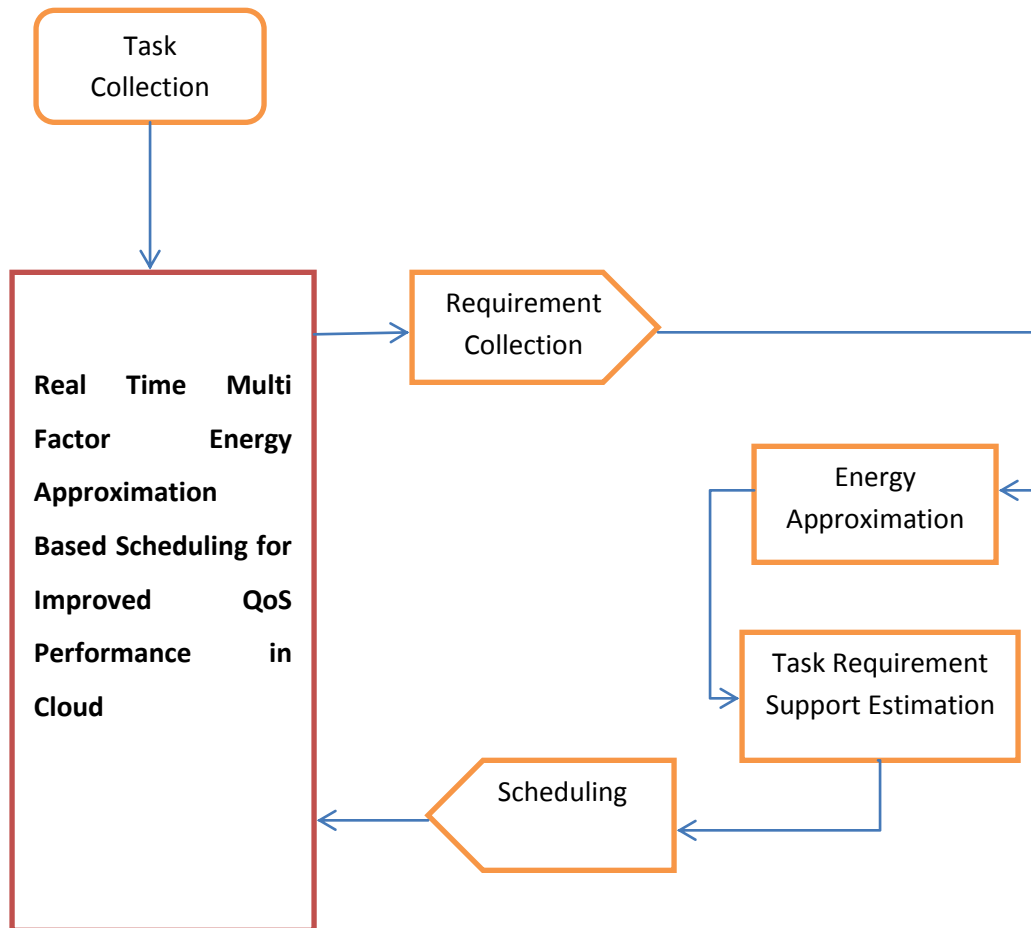 Task
Collection
Requirement
Collection
Real Time Multi
Factor Energy
Approximation
Based Scheduling for
Improved QoS
Performance in
Cloud
Energy
Approximation
Task Requirement
Support Estimation
Scheduling